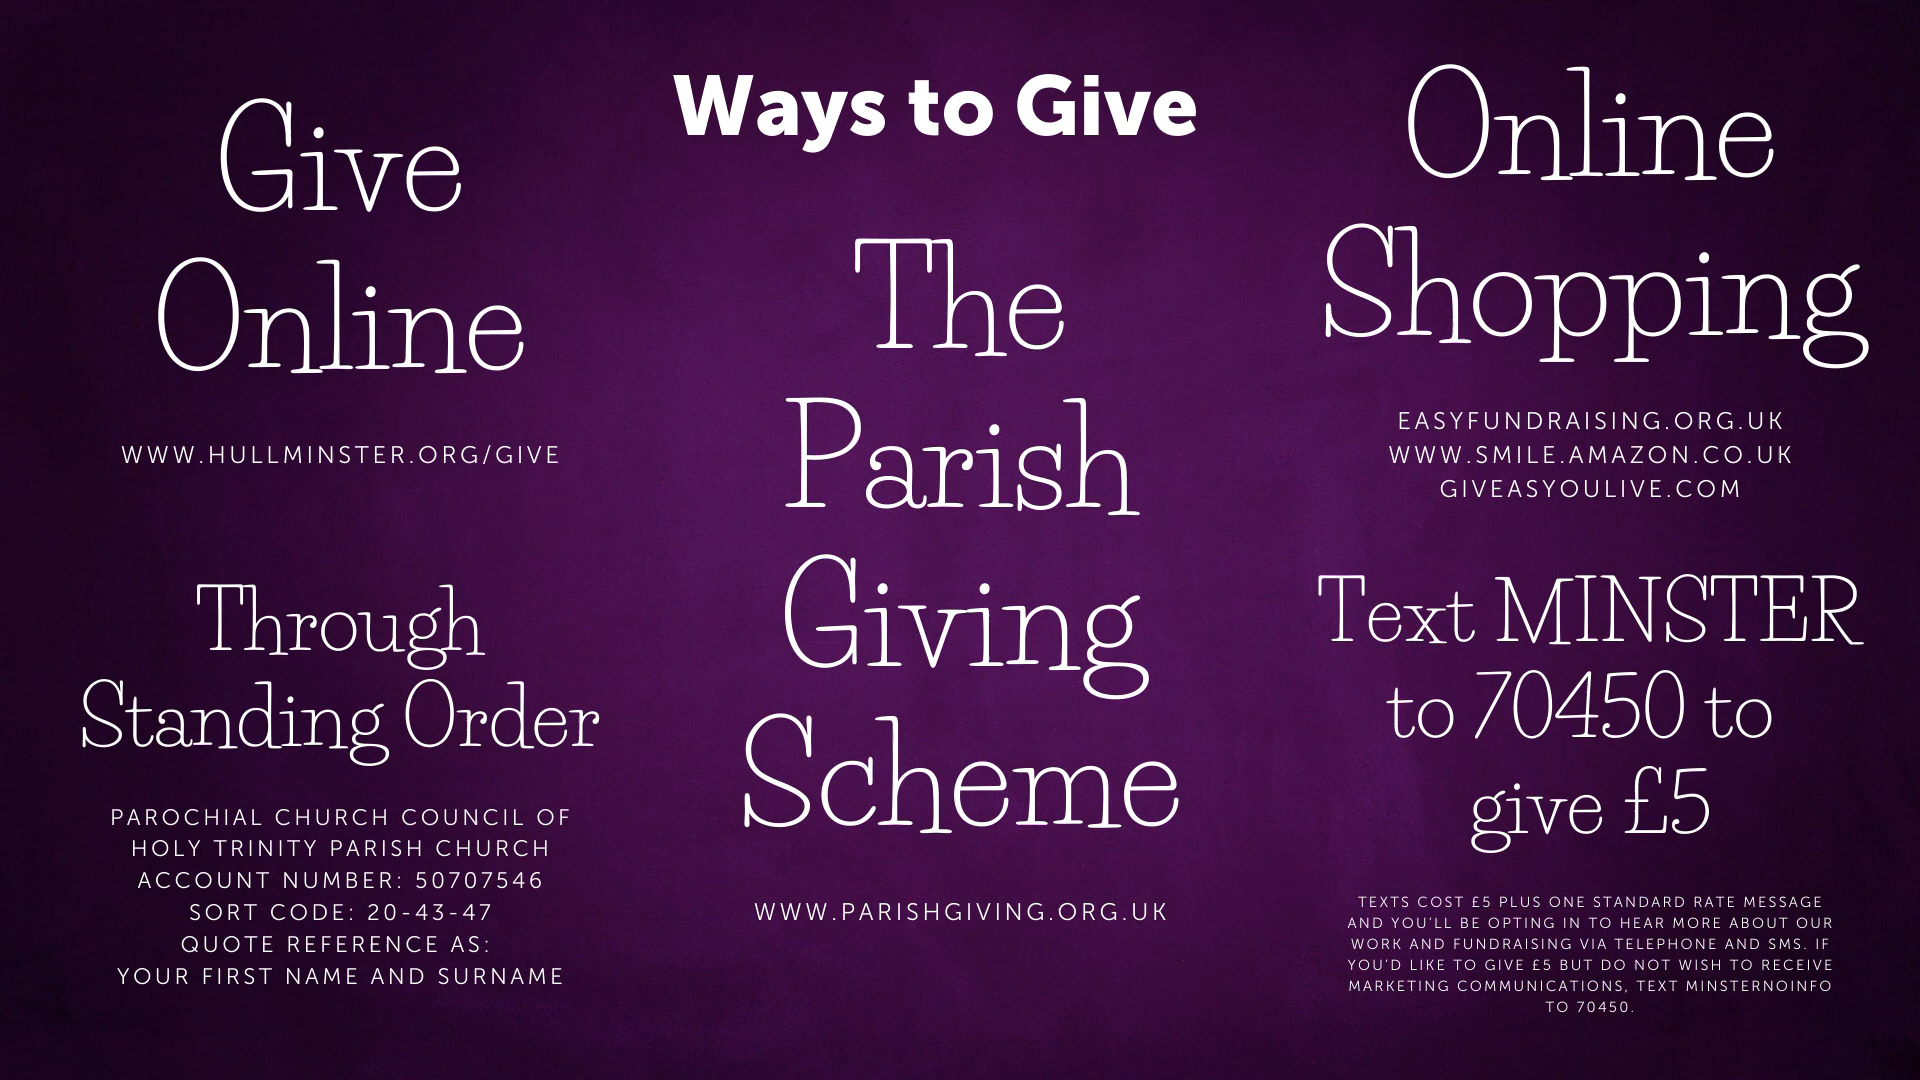 Ways to Give
Give
Online
WWW.HULLMINSTER.ORG/GIVE
Through
Standing Order
PAROCHIAL CHURCH COUNCIL OF
HOLY TRINITY PARISH CHURCH
ACCOUNT NUMBER: 50707546
SORT CODE: 20-43-47
QUOTE REFERENCE AS:
YOUR FIRST NAME AND SURNAME
The
Parish
Giving
Scheme
WWW.PARISHGIVING.ORG.UK
Online
Shopping
EASYFUNDRAISING.ORG.UK
WWW.SMILE.AMAZON.CO.UK
GIVEASYOULIVE.COM
Text MINSTER
to 70450 to
give £5
TEXTS COST £5 PLUS ONE STANDARD RATE MESSAGE
AND YOU'LL BE OPTING IN TO HEAR MORE ABOUT OUR
WORK AND FUNDRAISING VIA TELEPHONE AND SMS. IF
YOU'D LIKE TO GIVE £5 BUT DO NOT WISH TO RECEIVE
MARKETING COMMUNICATIONS, TEXT MINSTERNOINFO
TO 70450.